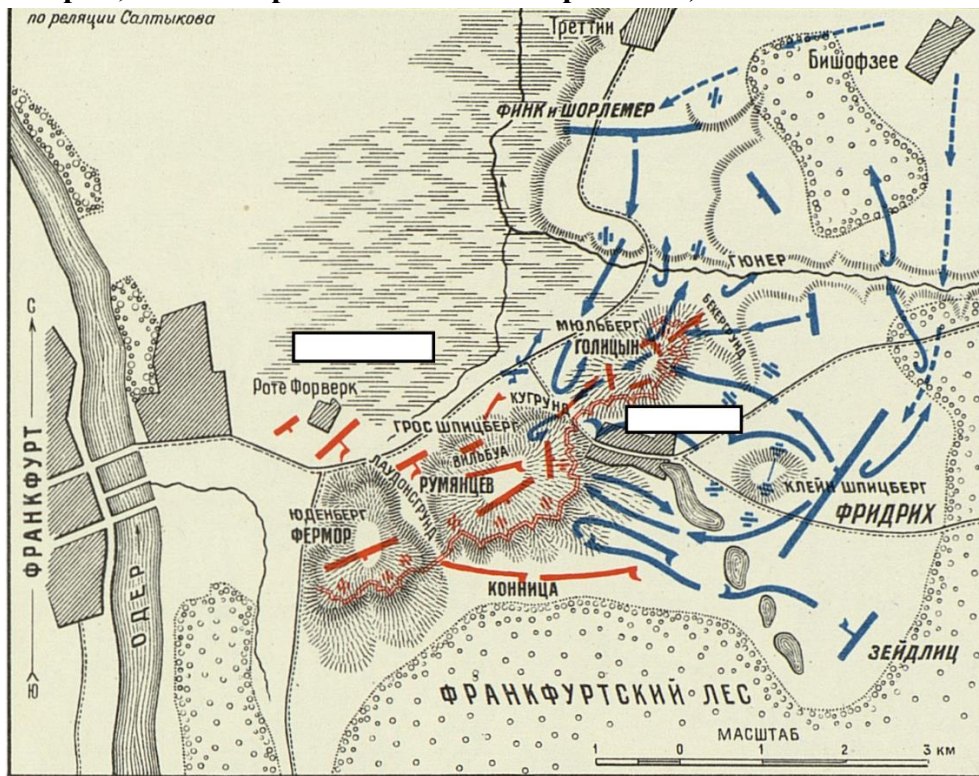 по реляции Салтыкова
Треттин
Бишофзее
ФИНК и ШОРЛЕМЕР
ГЮНЕР
С
МЮЛЬБЕРГ
ГОЛИЦЫН
БЕКЕРГРУНД
Роте Форверк
КУГРУНД
ГРОС ШПИЦБЕРГ
ВИЛЬБУА
РУМЯНЦЕВ
ЛАУДОНСГРУНД
КЛЕЙН ШПИЦБЕРГ
ФРИДРИХ
ЮДЕНБЕРГ
ФЕРМОР
ФРАНКФУРТ
ОДЕР
КОННИЦА
ЗЕЙДЛИЦ
Ю
ФРАНКФУРТСКИЙ ЛЕС
МАСШТАБ
1 0 1 2 3 км